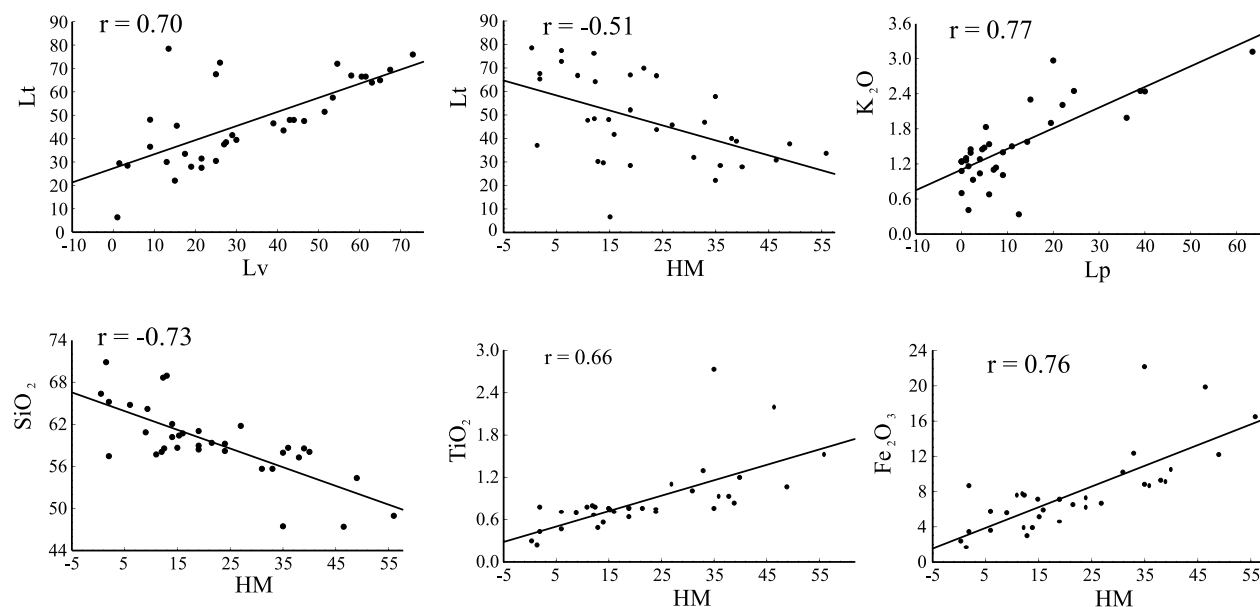 r = 0.70
90
80
70
60
50
40
30
20
10
0
Lt
-10 0 10 20 30 40 50 60 70
Lv
r = -0.51
90
80
70
60
50
40
30
20
10
0
Lt
-5 5 15 25 35 45 55
HM
r = 0.77
3.6
3.0
2.4
1.8
1.2
0.6
0.0
K₂O
-10 0 10 20 30 40 50 60
Lp
r = -0.73
74
68
62
56
50
44
SiO₂
-5 5 15 25 35 45 55
HM
r = 0.66
3.0
2.4
1.8
1.2
0.6
0.0
TiO₂
-5 5 15 25 35 45 55
HM
r = 0.76
24
20
16
12
8
4
0
Fe₂O₃
-5 5 15 25 35 45 55
HM